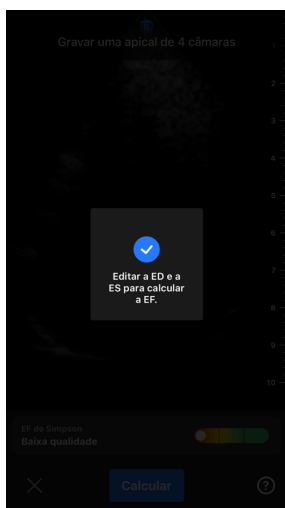 Gravar uma apical de 4 câmaras
1
2
3
4
5
6
7
8
9
10
Editar a ED e a
ES para calcular
a EF.
EF de Simpson
Baixa qualidade
Calcular
?